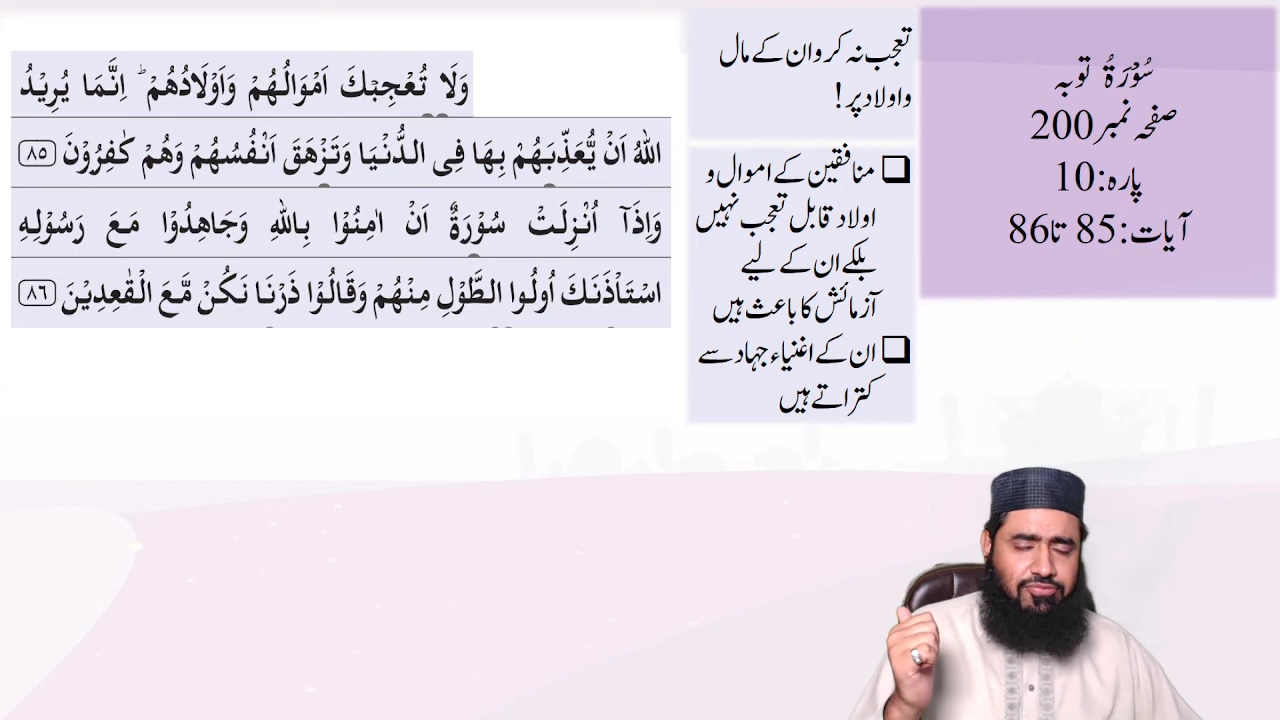 سُوْرَۃُ توبہ
صفحہ نمبر 200
پارہ:10
آیات:85 تا 86
تعجب نہ کرو ان کے مال
و اولاد پر!
❑ منافقین کے اموال و
اولاد قابل تعجب نہیں
بلکے ان کے لیے
آزمائش کا باعث ہیں
❑ ان کے اغنیاء جہاد سے
کتراتے ہیں
وَلَا تُعْجِبْكَ اَمْوَالُهُمْ وَاَوْلَادُهُمْ ؕ اِنَّمَا يُرِيْدُ
اللّٰهُ اَنْ يُّعَذِّبَهُمْ بِهَا فِى الدُّنْيَا وَتَزْهَقَ اَنْفُسُهُمْ وَهُمْ كٰفِرُوْنَ ۸۵
وَاِذَاۤ اُنْزِلَتْ سُوْرَةٌ اَنْ اٰمِنُوْا بِاللّٰهِ وَجَاهِدُوْا مَعَ رَسُوْلِهِ
اسْتَاْذَنَكَ اُولُوا الطَّوْلِ مِنْهُمْ وَقَالُوْا ذَرْنَا نَكُنْ مَّعَ الْقٰعِدِيْنَ ۸۶